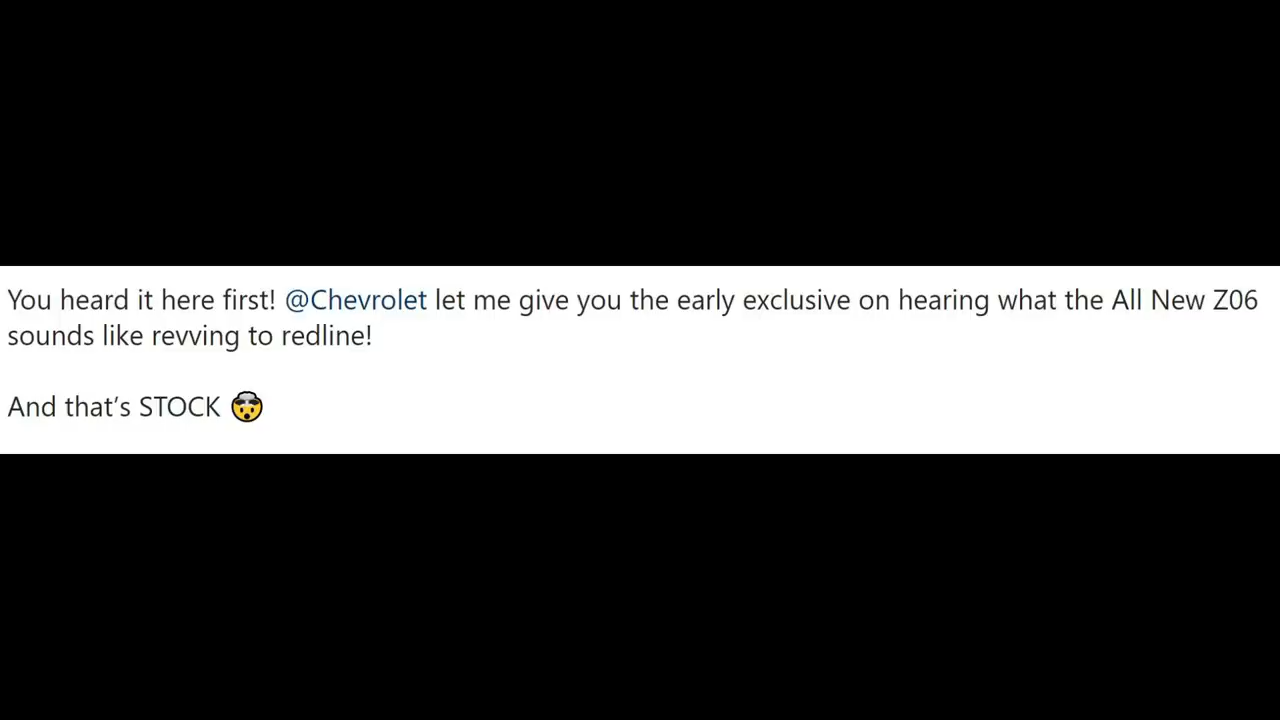 You heard it here first! @Chevrolet let me give you the early exclusive on hearing what the All New Z06
sounds like revving to redline!
And that’s STOCK 🤯